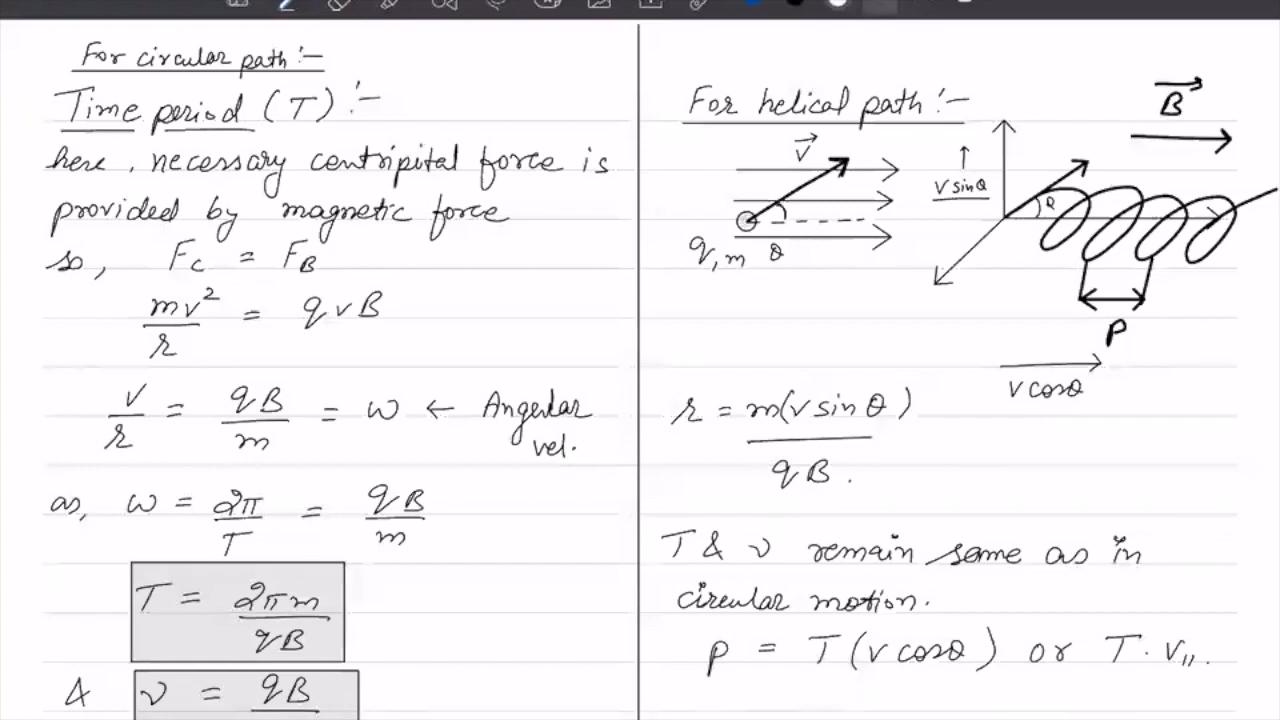 For circular path :-
Time period (T) :-
here, necessary centripital force is
provided by magnetic force
so, Fc = FB
mv²/r = qvB
v/r = qB/m = ω ← Angular vel.
as, ω = 2π/T = qB/m
T = 2πm/qB
& ν = qB
For helical path :-
B
v
q, m θ
v sinθ
θ
P
v cosθ
r = m(v sinθ)/qB.
T & ν remain same as in
circular motion.
P = T(v cosθ) or T. v||.